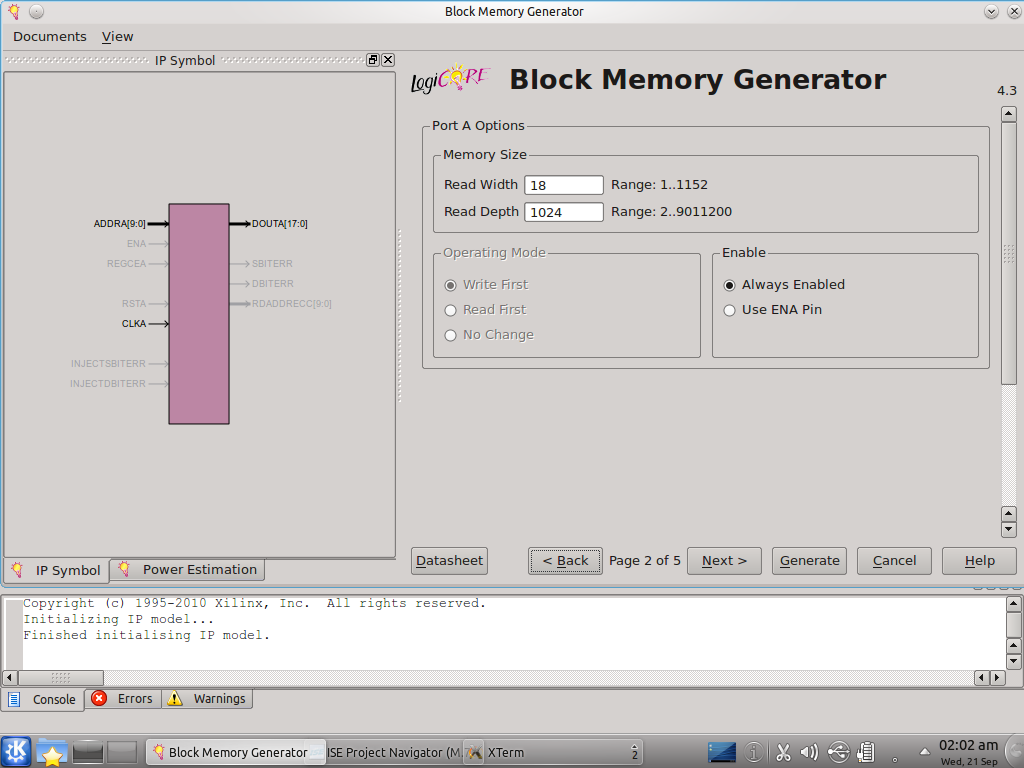 Block Memory Generator
Documents View
IP Symbol
LogiCORE
Block Memory Generator
4.3
Port A Options
Memory Size
Read Width 18 Range: 1..1152
Read Depth 1024 Range: 2..9011200
Operating Mode
Write First
Read First
No Change
Enable
Always Enabled
Use ENA Pin
ADDRA[9:0]
ENA
REGCEA
RSTA
CLKA
INJECTSBITERR
INJECTDBITERR
DOUTA[17:0]
SBITERR
DBITERR
RDADDRECC[9:0]
IP Symbol Power Estimation
Datasheet < Back Page 2 of 5 Next > Generate Cancel Help
Copyright (c) 1995-2010 Xilinx, Inc.  All rights reserved.
Initializing IP model...
Finished initialising IP model.
Console Errors Warnings
Block Memory Generator ISE Project Navigator (M. XTerm 2 02:02 am
Wed, 21 Sep